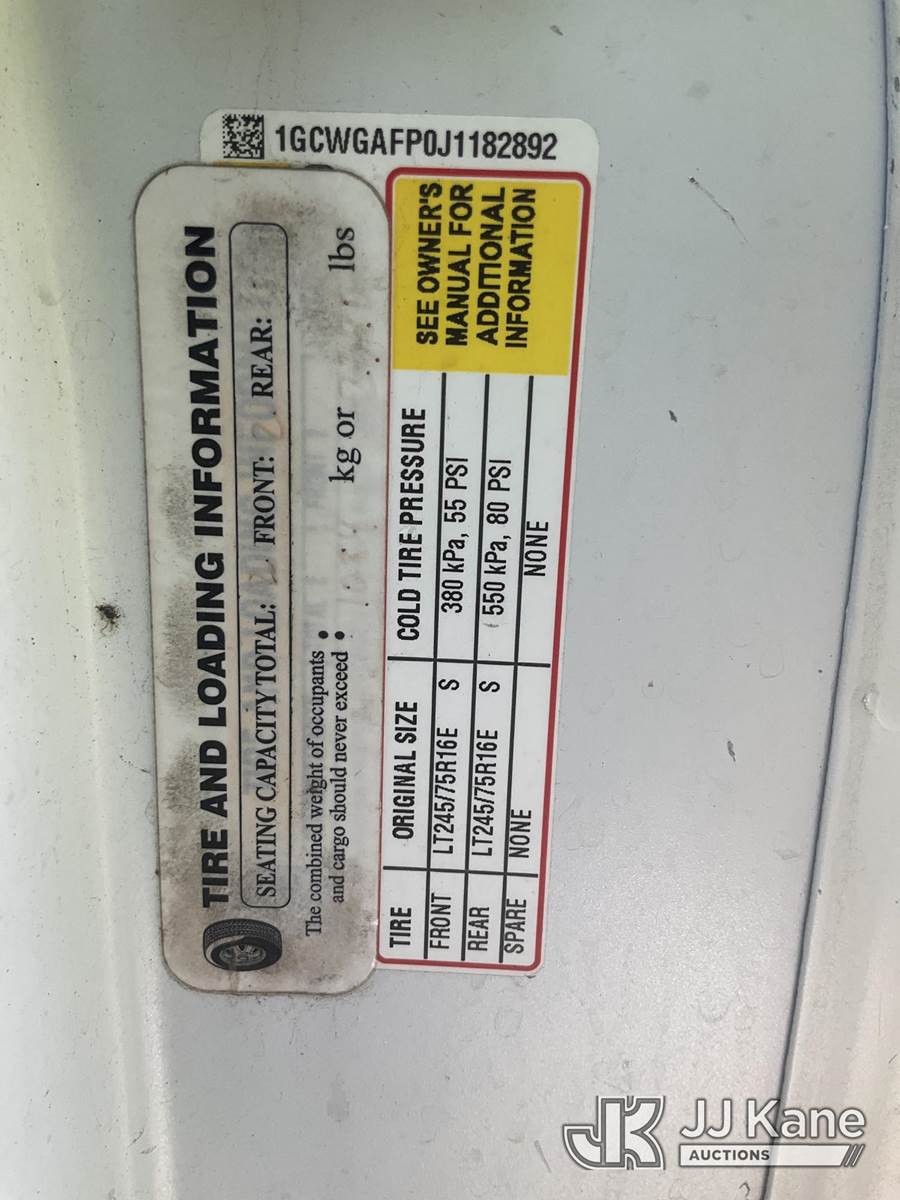 1GCWGAFP0J1182892
TIRE AND LOADING INFORMATION
SEATING CAPACITY TOTAL: FRONT: REAR:
The combined weight of occupants
and cargo should never exceed : kg or lbs
TIRE ORIGINAL SIZE COLD TIRE PRESSURE
FRONT LT245/75R16E S 380 kPa, 55 PSI
REAR LT245/75R16E S 550 kPa, 80 PSI
SPARE NONE NONE
SEE OWNER'S
MANUAL FOR
ADDITIONAL
INFORMATION
JK JJ Kane
AUCTIONS